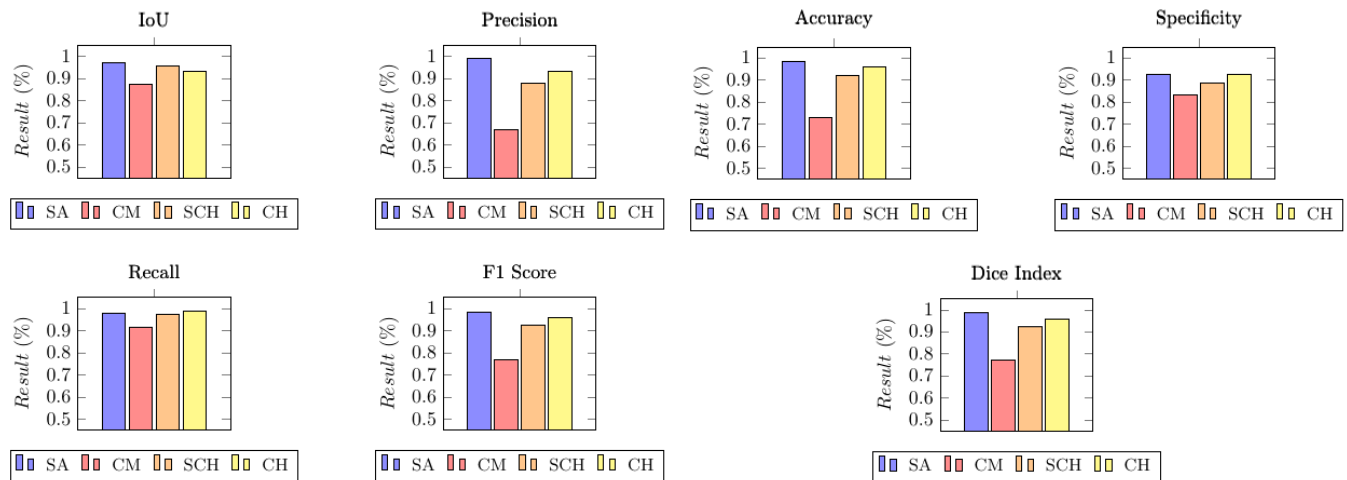 IoU
1
0.9
0.8
0.7
0.6
0.5
Result (%)
SA CM SCH CH
Precision
1
0.9
0.8
0.7
0.6
0.5
Result (%)
SA CM SCH CH
Accuracy
1
0.9
0.8
0.7
0.6
0.5
Result (%)
SA CM SCH CH
Specificity
1
0.9
0.8
0.7
0.6
0.5
Result (%)
SA CM SCH CH
Recall
1
0.9
0.8
0.7
0.6
0.5
Result (%)
SA CM SCH CH
F1 Score
1
0.9
0.8
0.7
0.6
0.5
Result (%)
SA CM SCH CH
Dice Index
1
0.9
0.8
0.7
0.6
0.5
Result (%)
SA CM SCH CH